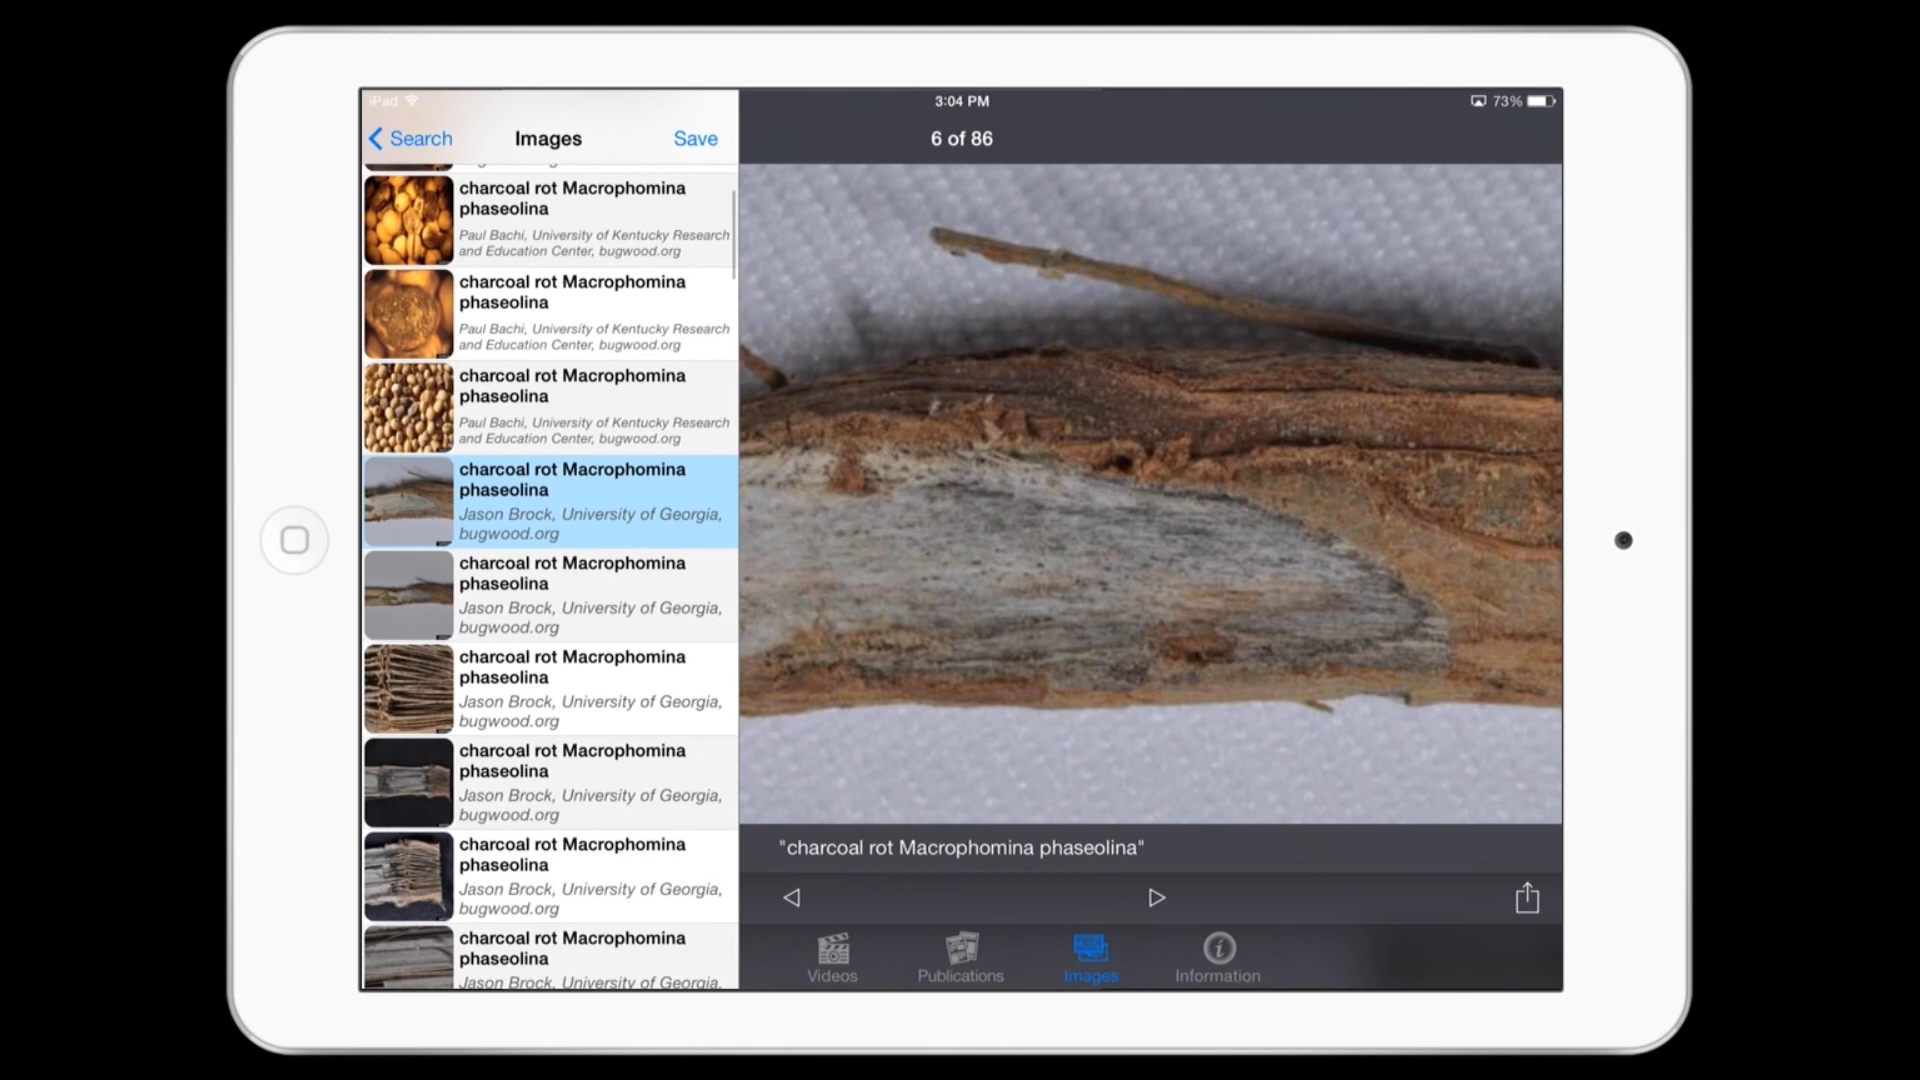 iPad
3:04 PM
73%
Search
Images
Save
6 of 86
charcoal rot Macrophomina
phaseolina
Paul Bachi, University of Kentucky Research
and Education Center, bugwood.org
charcoal rot Macrophomina
phaseolina
Paul Bachi, University of Kentucky Research
and Education Center, bugwood.org
charcoal rot Macrophomina
phaseolina
Paul Bachi, University of Kentucky Research
and Education Center, bugwood.org
charcoal rot Macrophomina
phaseolina
Jason Brock, University of Georgia,
bugwood.org
charcoal rot Macrophomina
phaseolina
Jason Brock, University of Georgia,
bugwood.org
charcoal rot Macrophomina
phaseolina
Jason Brock, University of Georgia,
bugwood.org
charcoal rot Macrophomina
phaseolina
Jason Brock, University of Georgia,
bugwood.org
charcoal rot Macrophomina
phaseolina
Jason Brock, University of Georgia,
bugwood.org
charcoal rot Macrophomina
phaseolina
Jason Brock, University of Georgia,
"charcoal rot Macrophomina phaseolina"
Videos
Publications
Images
Information